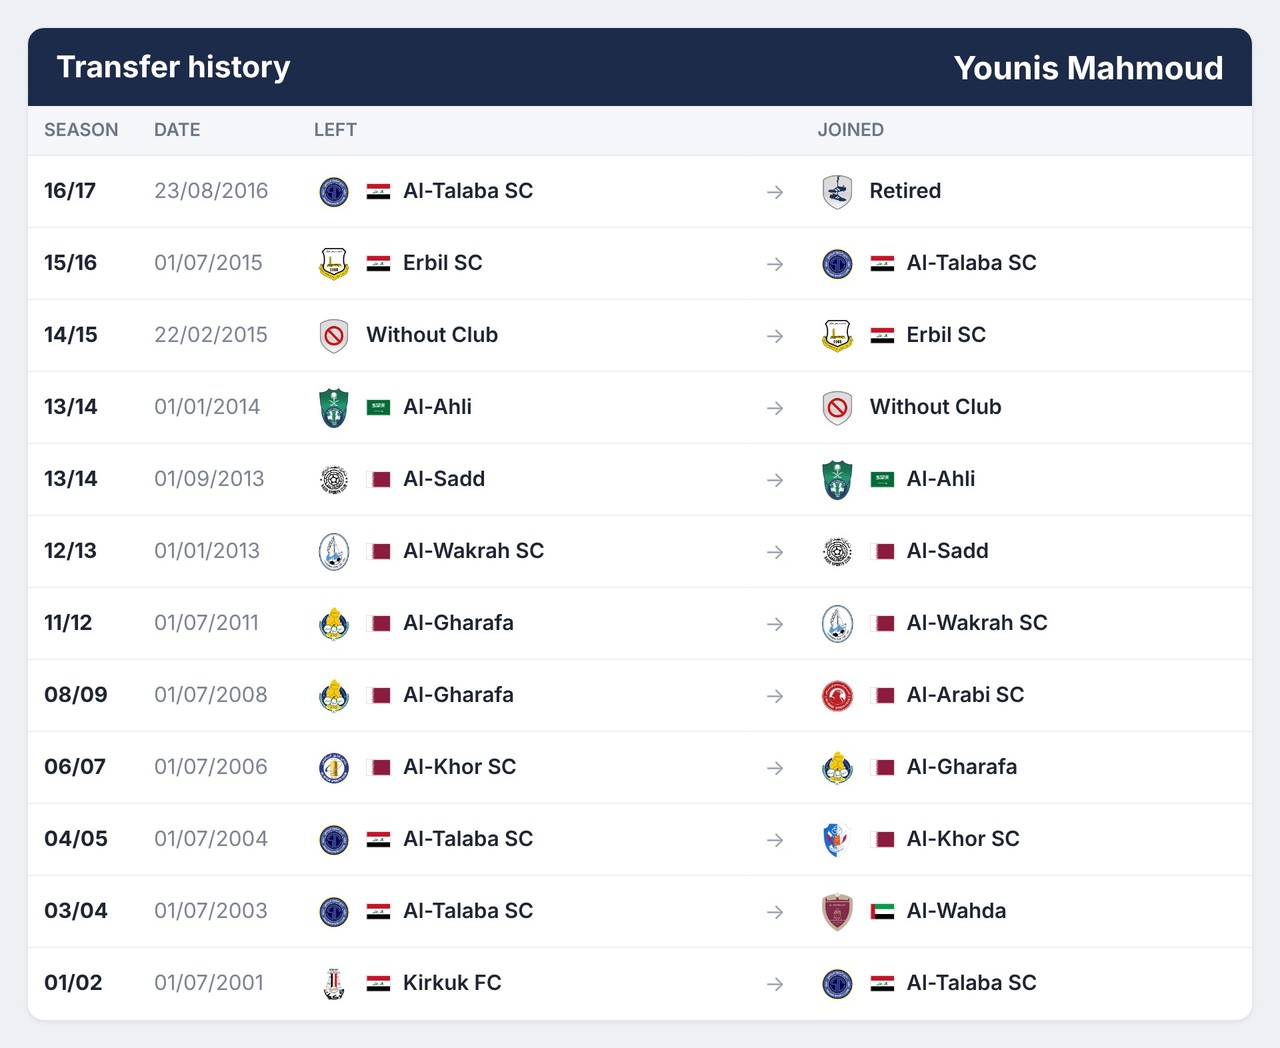 Transfer history Younis Mahmoud
SEASON DATE LEFT JOINED
16/17 23/08/2016 Al-Talaba SC → Retired
15/16 01/07/2015 Erbil SC → Al-Talaba SC
14/15 22/02/2015 Without Club → Erbil SC
13/14 01/01/2014 Al-Ahli → Without Club
13/14 01/09/2013 Al-Sadd → Al-Ahli
12/13 01/01/2013 Al-Wakrah SC → Al-Sadd
11/12 01/07/2011 Al-Gharafa → Al-Wakrah SC
08/09 01/07/2008 Al-Gharafa → Al-Arabi SC
06/07 01/07/2006 Al-Khor SC → Al-Gharafa
04/05 01/07/2004 Al-Talaba SC → Al-Khor SC
03/04 01/07/2003 Al-Talaba SC → Al-Wahda
01/02 01/07/2001 Kirkuk FC → Al-Talaba SC